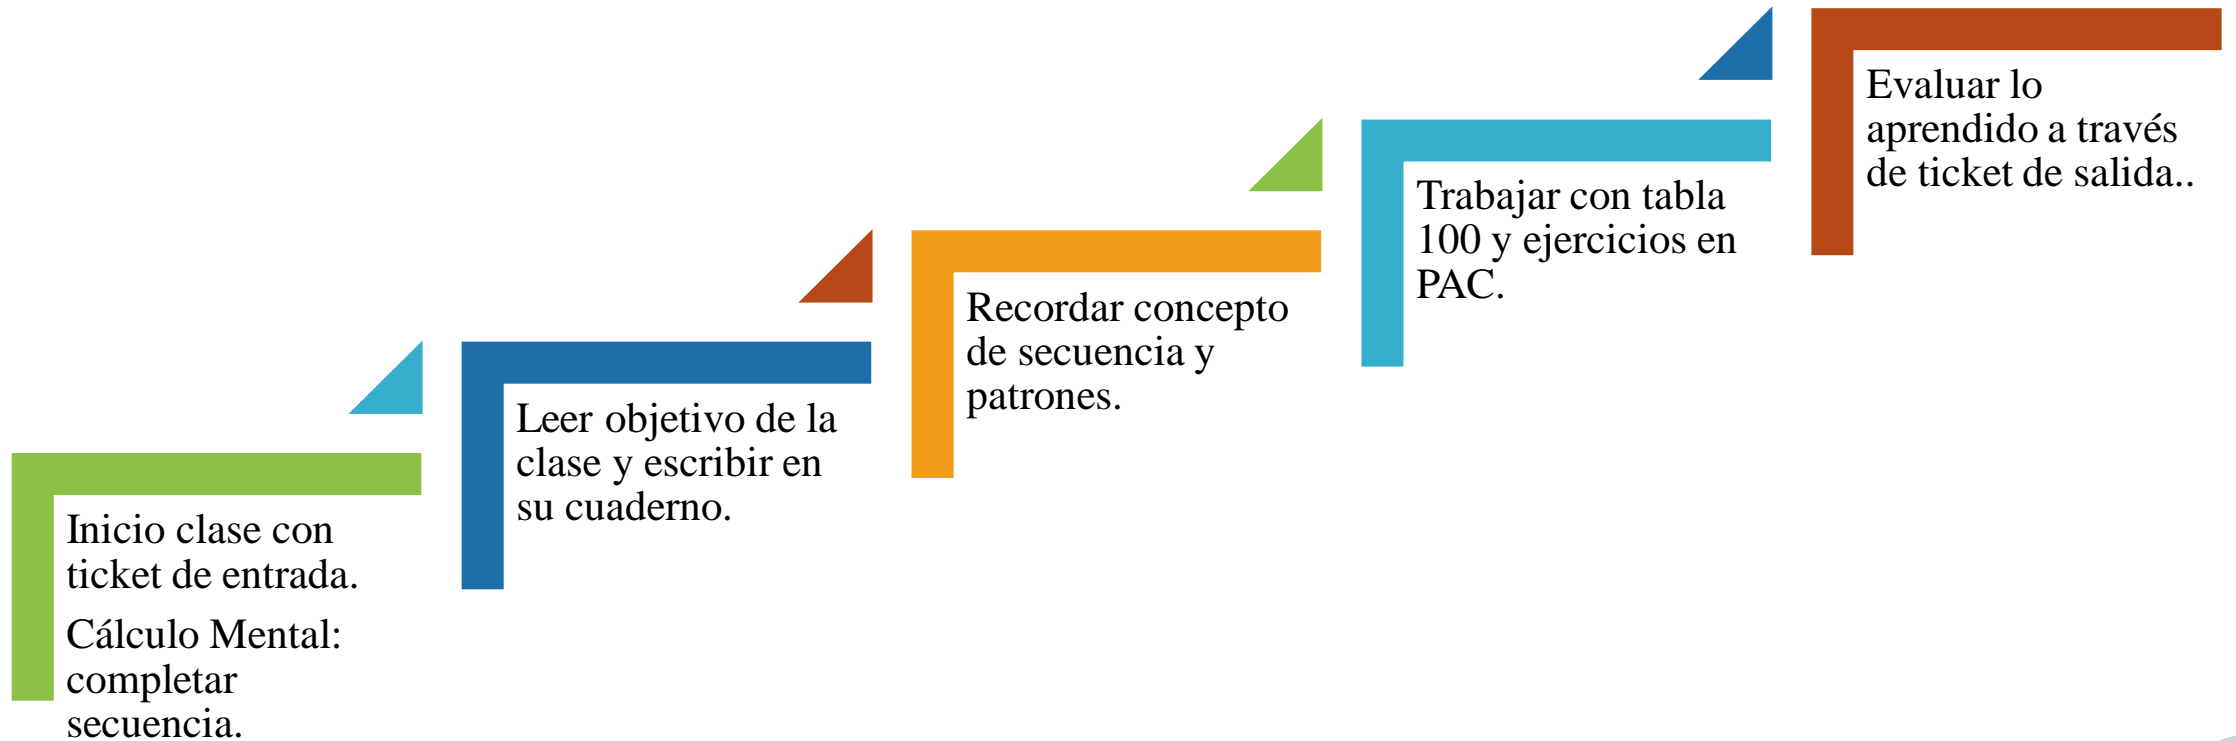 Inicio clase con
ticket de entrada.
Cálculo Mental:
completar
secuencia.
Leer objetivo de la
clase y escribir en
su cuaderno.
Recordar concepto
de secuencia y
patrones.
Trabajar con tabla
100 y ejercicios en
PAC.
Evaluar lo
aprendido a través
de ticket de salida..